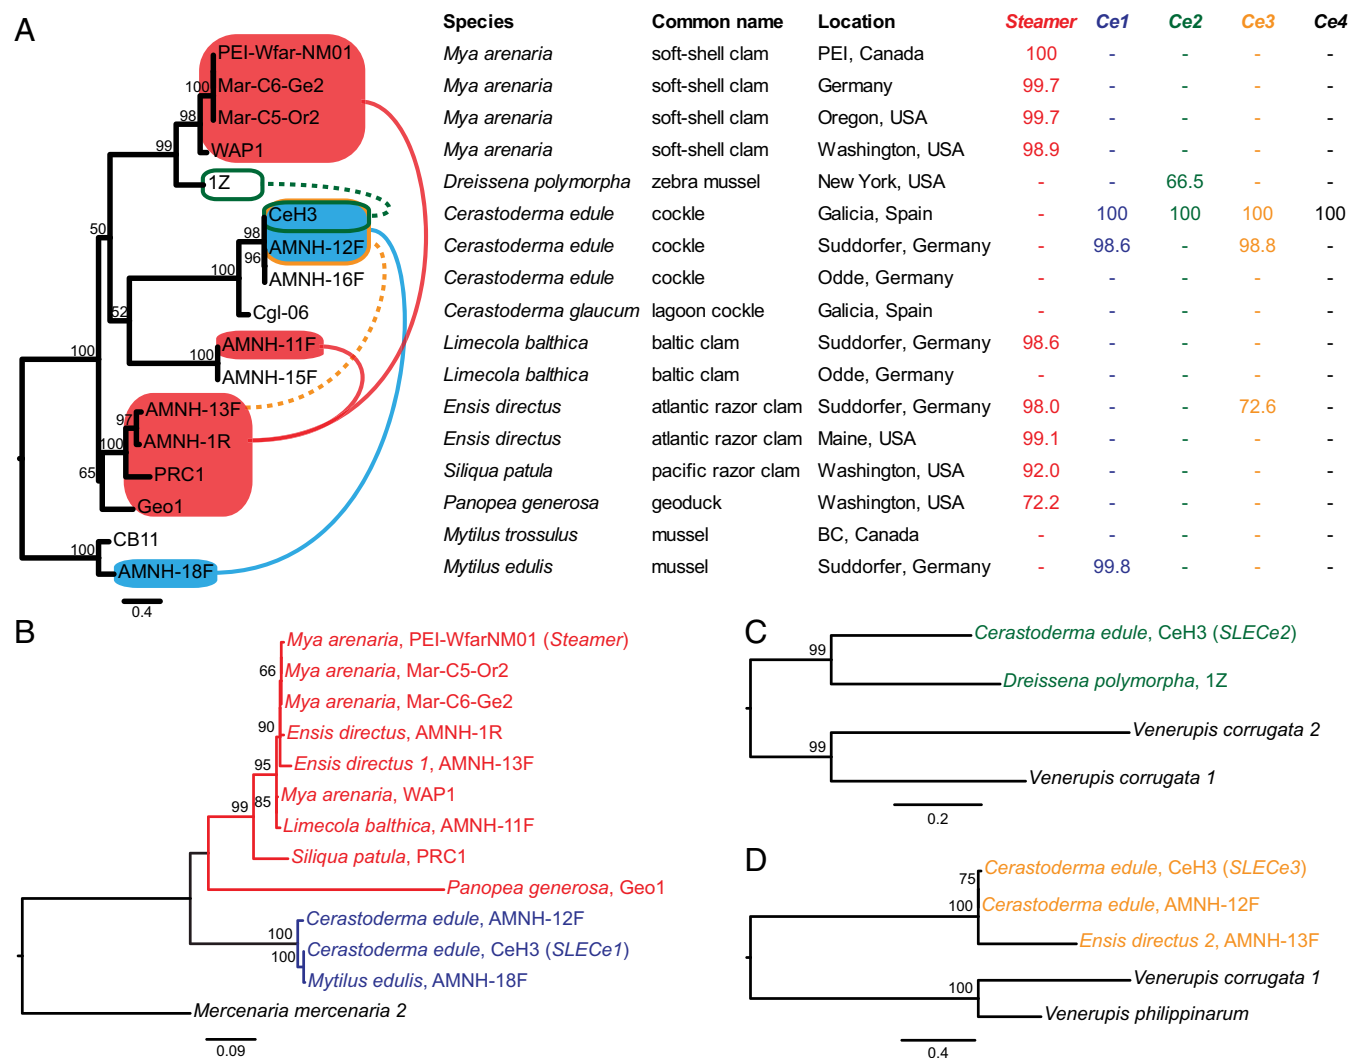 A
Species Common name Location Steamer Ce1 Ce2 Ce3 Ce4
PEI-Wfar-NM01 Mya arenaria soft-shell clam PEI, Canada 100 - - - -
100 Mar-C6-Ge2 Mya arenaria soft-shell clam Germany 99.7 - - - -
98 Mar-C5-Or2 Mya arenaria soft-shell clam Oregon, USA 99.7 - - - -
99 WAP1 Mya arenaria soft-shell clam Washington, USA 98.9 - - - -
1Z Dreissena polymorpha zebra mussel New York, USA - - 66.5 - -
50 98 CeH3 Cerastoderma edule cockle Galicia, Spain - 100 100 100 100
96 AMNH-12F Cerastoderma edule cockle Suddorfer, Germany - 98.6 - 98.8 -
100 AMNH-16F Cerastoderma edule cockle Odde, Germany - - - - -
52 Cgl-06 Cerastoderma glaucum lagoon cockle Galicia, Spain - - - - -
100 100 AMNH-11F Limecola balthica baltic clam Suddorfer, Germany 98.6 - - - -
AMNH-15F Limecola balthica baltic clam Odde, Germany - - - - -
97 AMNH-13F Ensis directus atlantic razor clam Suddorfer, Germany 98.0 - - 72.6 -
100 AMNH-1R Ensis directus atlantic razor clam Maine, USA 99.1 - - - -
65 PRC1 Siliqua patula pacific razor clam Washington, USA 92.0 - - - -
Geo1 Panopea generosa geoduck Washington, USA 72.2 - - - -
100 CB11 Mytilus trossulus mussel BC, Canada - - - - -
AMNH-18F Mytilus edulis mussel Suddorfer, Germany - 99.8 - - -
0.4
B
Mya arenaria, PEI-WfarNM01 (Steamer)
66 Mya arenaria, Mar-C5-Or2
Mya arenaria, Mar-C6-Ge2
90 Ensis directus, AMNH-1R
95 Ensis directus 1, AMNH-13F
99 85 Mya arenaria, WAP1
Limecola balthica, AMNH-11F
Siliqua patula, PRC1
Panopea generosa, Geo1
Cerastoderma edule, AMNH-12F
100
100 Cerastoderma edule, CeH3 (SLECe1)
Mytilus edulis, AMNH-18F
Mercenaria mercenaria 2
0.09
C
Cerastoderma edule, CeH3 (SLECe2)
99
Dreissena polymorpha, 1Z
Venerupis corrugata 2
99
Venerupis corrugata 1
0.2
D
Cerastoderma edule, CeH3 (SLECe3)
75
100 Cerastoderma edule, AMNH-12F
Ensis directus 2, AMNH-13F
Venerupis corrugata 1
100
Venerupis philippinarum
0.4